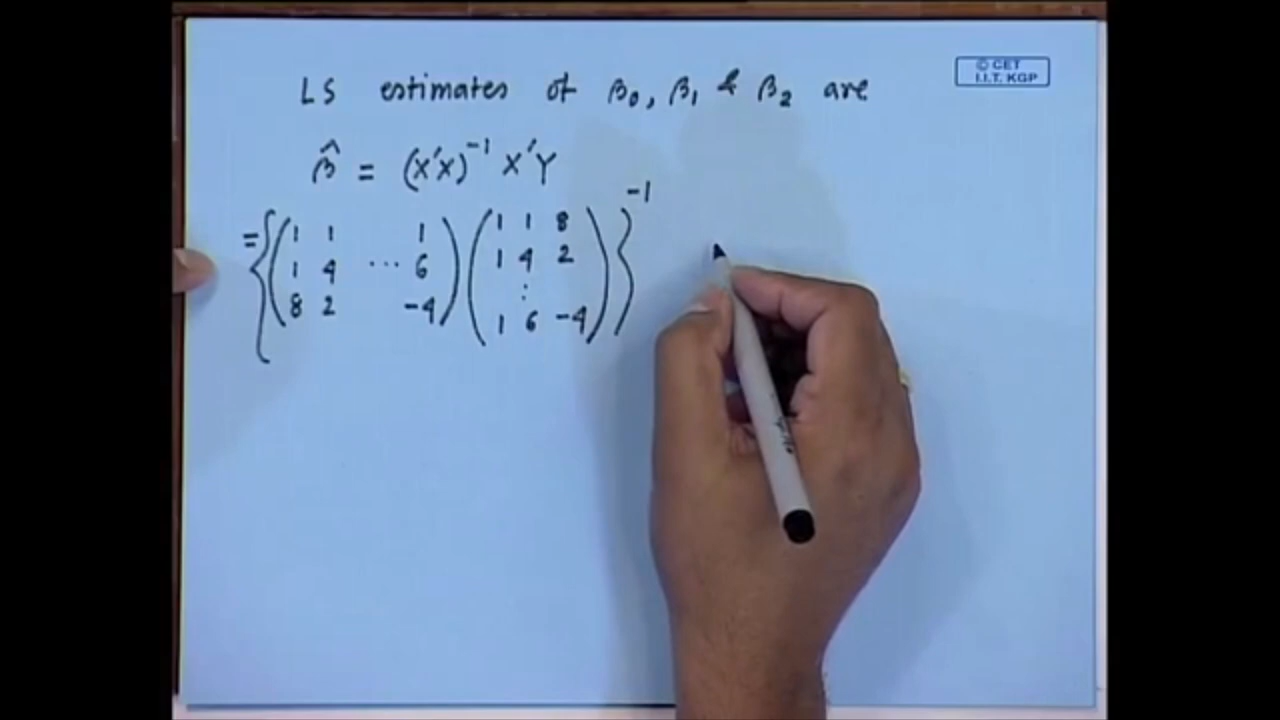 © CET
I.I.T. KGP
LS estimates of β₀, β₁ & β₂ are
β̂ = (X'X)⁻¹ X'Y
= { ( 1 1 1 ) ( 1 1 8 ) }⁻¹
1 4 ... 6 1 4 2
8 2 -4 ⋮
1 6 -4